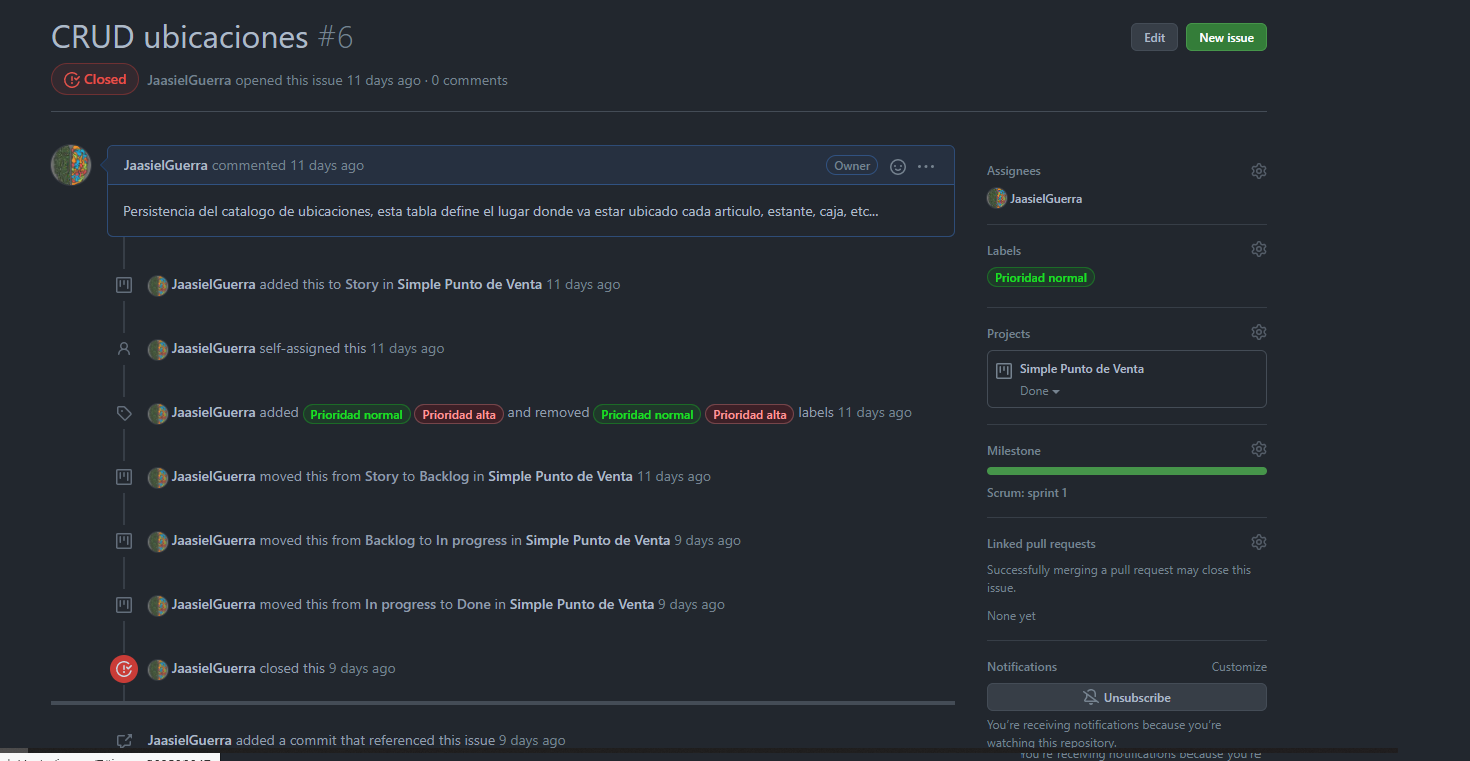 CRUD ubicaciones #6
Edit
New issue
Closed
JaasielGuerra opened this issue 11 days ago · 0 comments
JaasielGuerra commented 11 days ago
Owner
Persistencia del catalogo de ubicaciones, esta tabla define el lugar donde va estar ubicado cada articulo, estante, caja, etc...
JaasielGuerra added this to Story in Simple Punto de Venta 11 days ago
JaasielGuerra self-assigned this 11 days ago
JaasielGuerra added Prioridad normal Prioridad alta and removed Prioridad normal Prioridad alta labels 11 days ago
JaasielGuerra moved this from Story to Backlog in Simple Punto de Venta 11 days ago
JaasielGuerra moved this from Backlog to In progress in Simple Punto de Venta 9 days ago
JaasielGuerra moved this from In progress to Done in Simple Punto de Venta 9 days ago
JaasielGuerra closed this 9 days ago
JaasielGuerra added a commit that referenced this issue 9 days ago
Assignees
JaasielGuerra
Labels
Prioridad normal
Projects
Simple Punto de Venta
Done
Milestone
Scrum: sprint 1
Linked pull requests
Successfully merging a pull request may close this
issue.
None yet
Notifications
Customize
Unsubscribe
You're receiving notifications because you're
watching this repository.
You're receiving notifications because you're